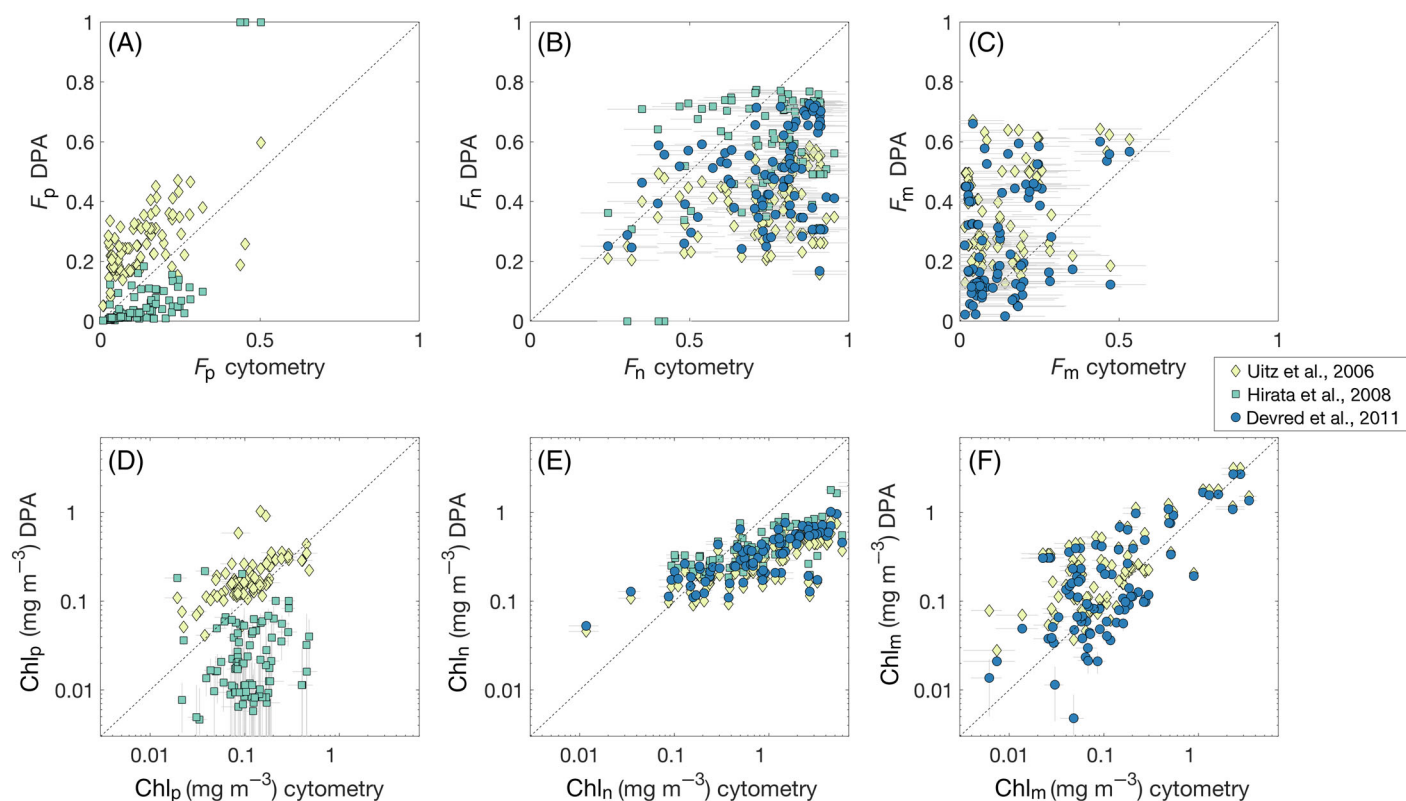 (A)
1
0.8
0.6
0.4
0.2
0
Fp DPA
0 0.5 1
Fp cytometry
(B)
1
0.8
0.6
0.4
0.2
0
Fn DPA
0 0.5 1
Fn cytometry
(C)
1
0.8
0.6
0.4
0.2
0
Fm DPA
0 0.5 1
Fm cytometry
Uitz et al., 2006
Hirata et al., 2008
Devred et al., 2011
(D)
1
0.1
0.01
Chlp (mg m−3) DPA
0.01 0.1 1
Chlp (mg m−3) cytometry
(E)
1
0.1
0.01
Chln (mg m−3) DPA
0.01 0.1 1
Chln (mg m−3) cytometry
(F)
1
0.1
0.01
Chlm (mg m−3) DPA
0.01 0.1 1
Chlm (mg m−3) cytometry